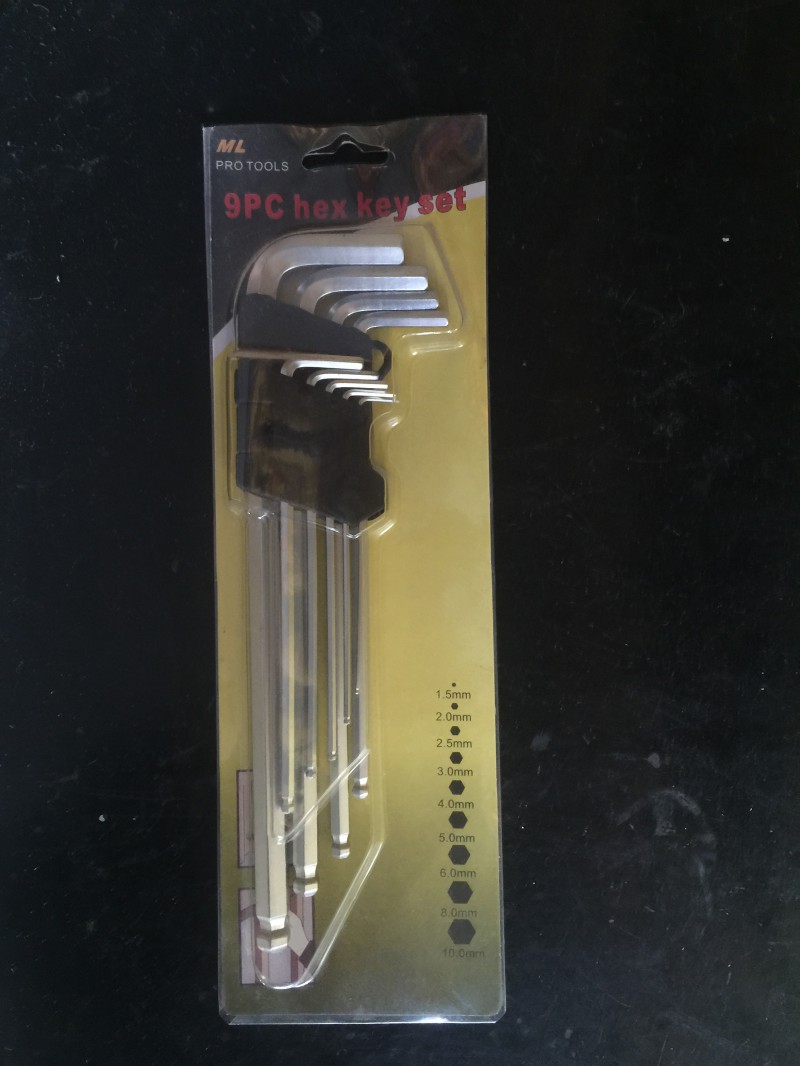 ML
PRO TOOLS
9PC hex key set
1.5mm
2.0mm
2.5mm
3.0mm
4.0mm
5.0mm
6.0mm
8.0mm
10.0mm